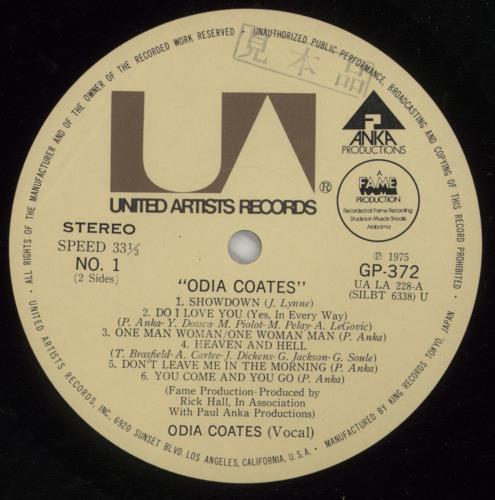 ALL RIGHTS OF THE MANUFACTURER AND OF THE OWNER OF THE RECORDED WORK RESERVED • UNAUTHORIZED PUBLIC PERFORMANCE, BROADCASTING AND COPYING OF THIS RECORD PROHIBITED.
見本品
UA
®
UNITED ARTISTS RECORDS
PA
ANKA
PRODUCTIONS
A
FAME
PRODUCTION
Recorded at Fame Recording
Studios in Muscle Shoals,
Alabama
STEREO
SPEED 33⅓
NO. 1
(2 Sides)
℗ 1975
GP-372
UA LA 228-A
(SILBT 6338) U
"ODIA COATES"
1. SHOWDOWN (J. Lynne)
2. DO I LOVE YOU (Yes, In Every Way)
(P. Anka- Y. Dossca- M. Piolot- M. Pelay- A. LeGovic)
3. ONE MAN WOMAN/ONE WOMAN MAN (P. Anka)
4. HEAVEN AND HELL
(T. Brasfield- A. Cartee- J. Dickens- G. Jackson- G. Soule)
5. DON'T LEAVE ME IN THE MORNING (P. Anka)
6. YOU COME AND YOU GO (P. Anka)
(Fame Production-Produced by
Rick Hall, In Association
With Paul Anka Productions)
ODIA COATES (Vocal)
• UNITED ARTISTS RECORDS, INC. 6920 SUNSET BLVD. LOS ANGELES, CALIFORNIA, U.S.A. • MANUFACTURED BY KING RECORDS TOKYO, JAPAN